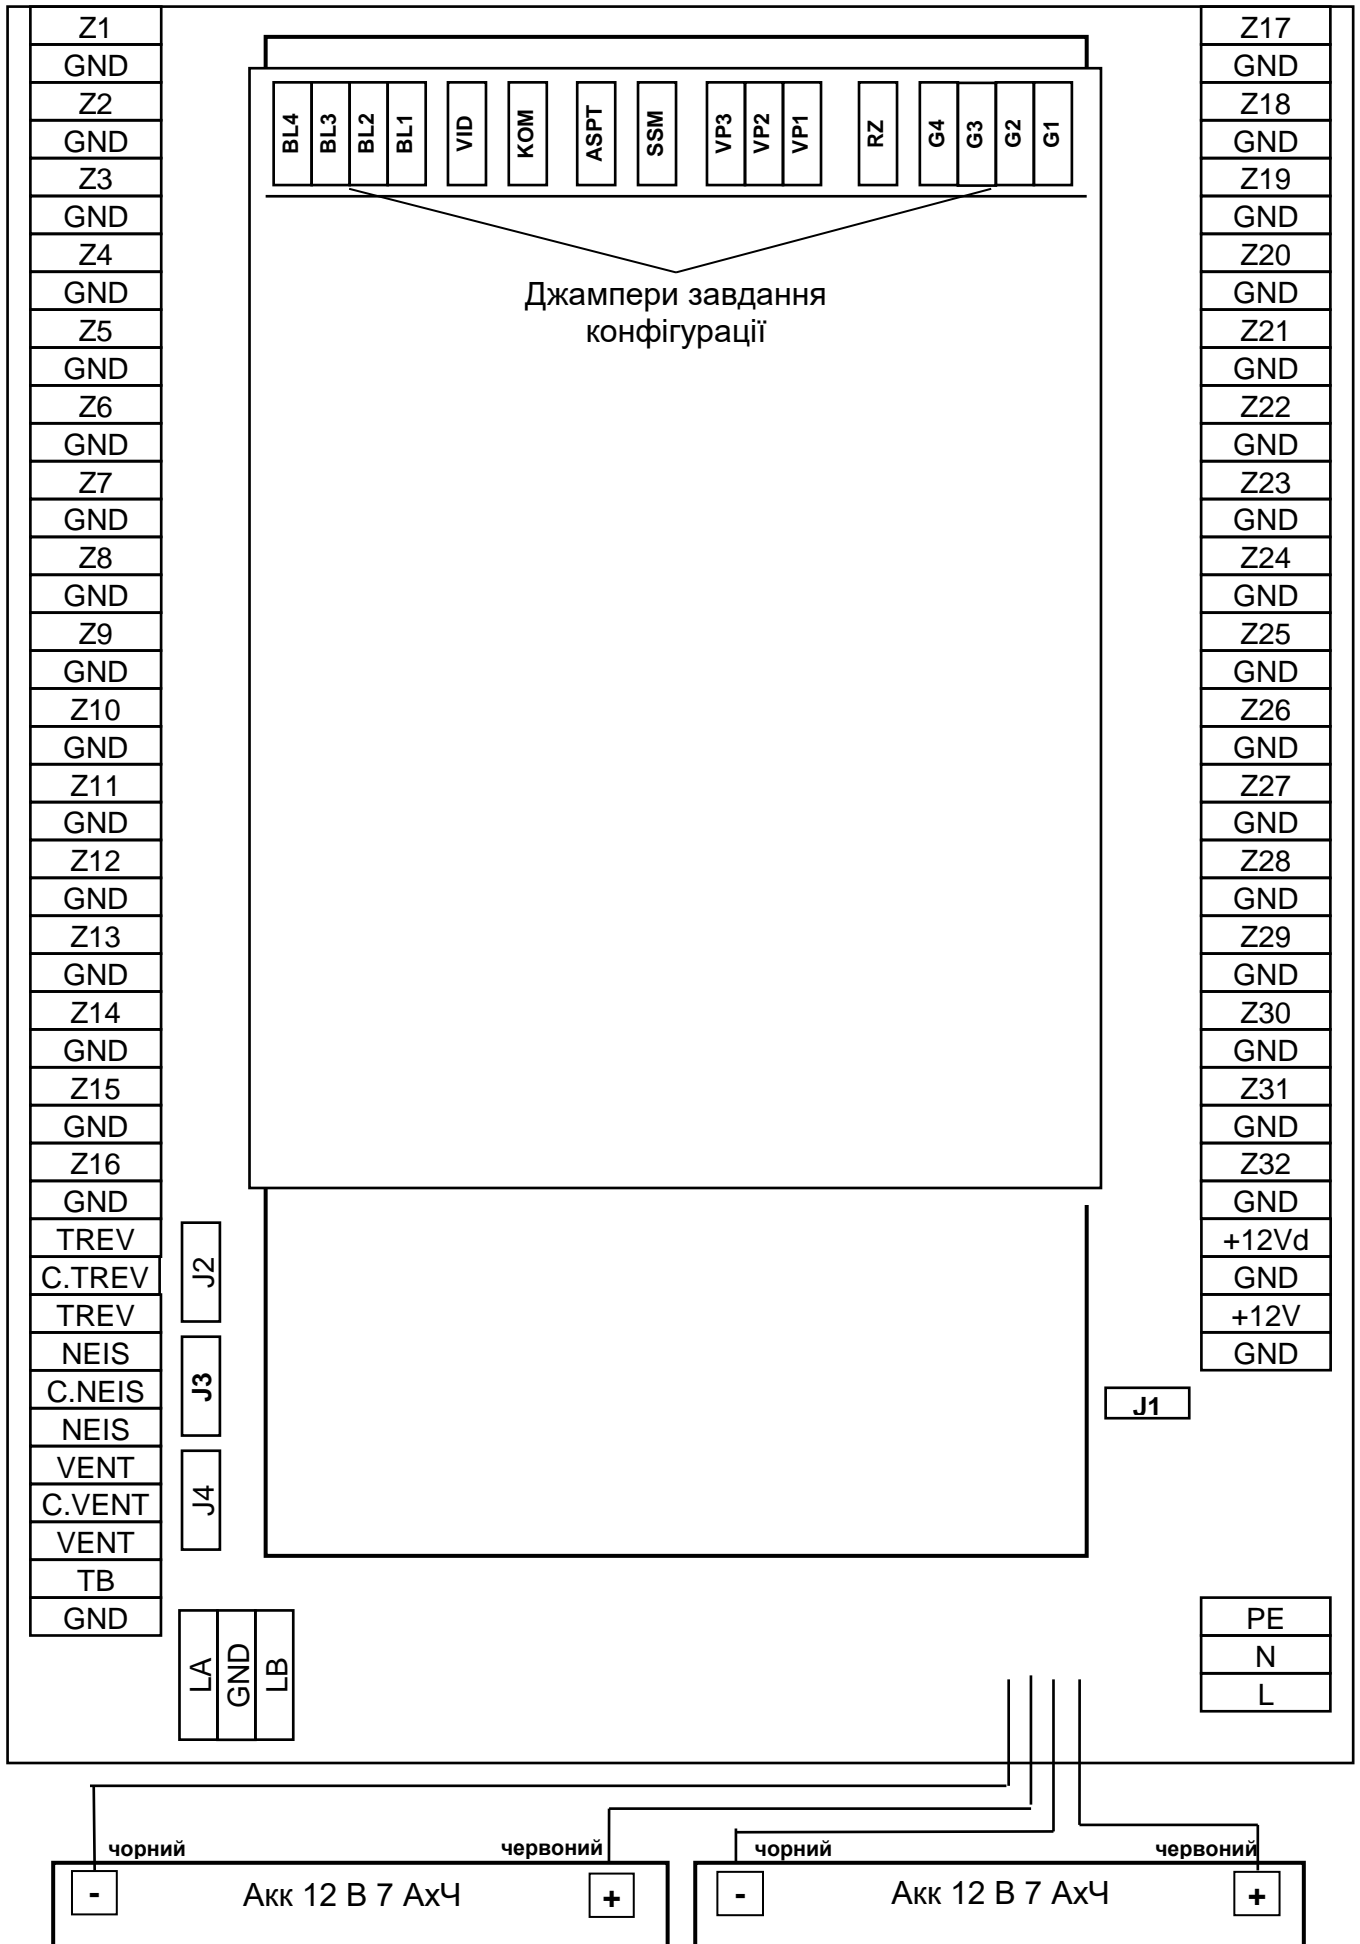 Z1
GND
Z2
GND
Z3
GND
Z4
GND
Z5
GND
Z6
GND
Z7
GND
Z8
GND
Z9
GND
Z10
GND
Z11
GND
Z12
GND
Z13
GND
Z14
GND
Z15
GND
Z16
GND
TREV
C.TREV
TREV
NEIS
C.NEIS
NEIS
VENT
C.VENT
VENT
TB
GND
BL4
BL3
BL2
BL1
VID
KOM
ASPT
SSM
VP3
VP2
VP1
RZ
G4
G3
G2
G1
Джампери завдання
конфігурації
J2
J3
J4
LA
GND
LB
J1
Z17
GND
Z18
GND
Z19
GND
Z20
GND
Z21
GND
Z22
GND
Z23
GND
Z24
GND
Z25
GND
Z26
GND
Z27
GND
Z28
GND
Z29
GND
Z30
GND
Z31
GND
Z32
GND
+12Vd
GND
+12V
GND
PE
N
L
чорний червоний
- Акк 12 В 7 АхЧ +
чорний червоний
- Акк 12 В 7 АхЧ +